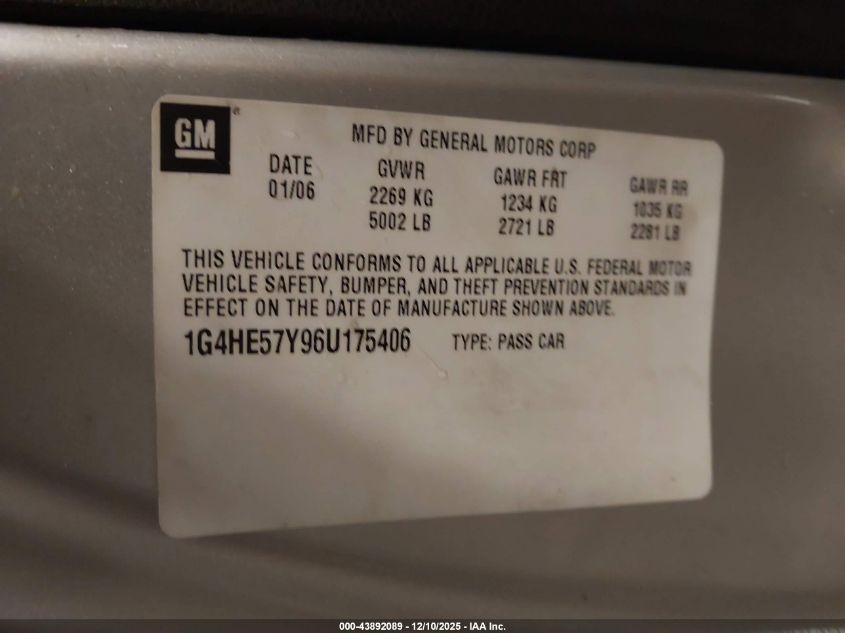 GM
MFD BY GENERAL MOTORS CORP
DATE GVWR GAWR FRT GAWR RR
01/06 2269 KG 1234 KG 1035 KG
5002 LB 2721 LB 2281 LB
THIS VEHICLE CONFORMS TO ALL APPLICABLE U.S. FEDERAL MOTOR
VEHICLE SAFETY, BUMPER, AND THEFT PREVENTION STANDARDS IN
EFFECT ON THE DATE OF MANUFACTURE SHOWN ABOVE.
1G4HE57Y96U175406 TYPE: PASS CAR
000-43892089 - 12/10/2025 - IAA Inc.